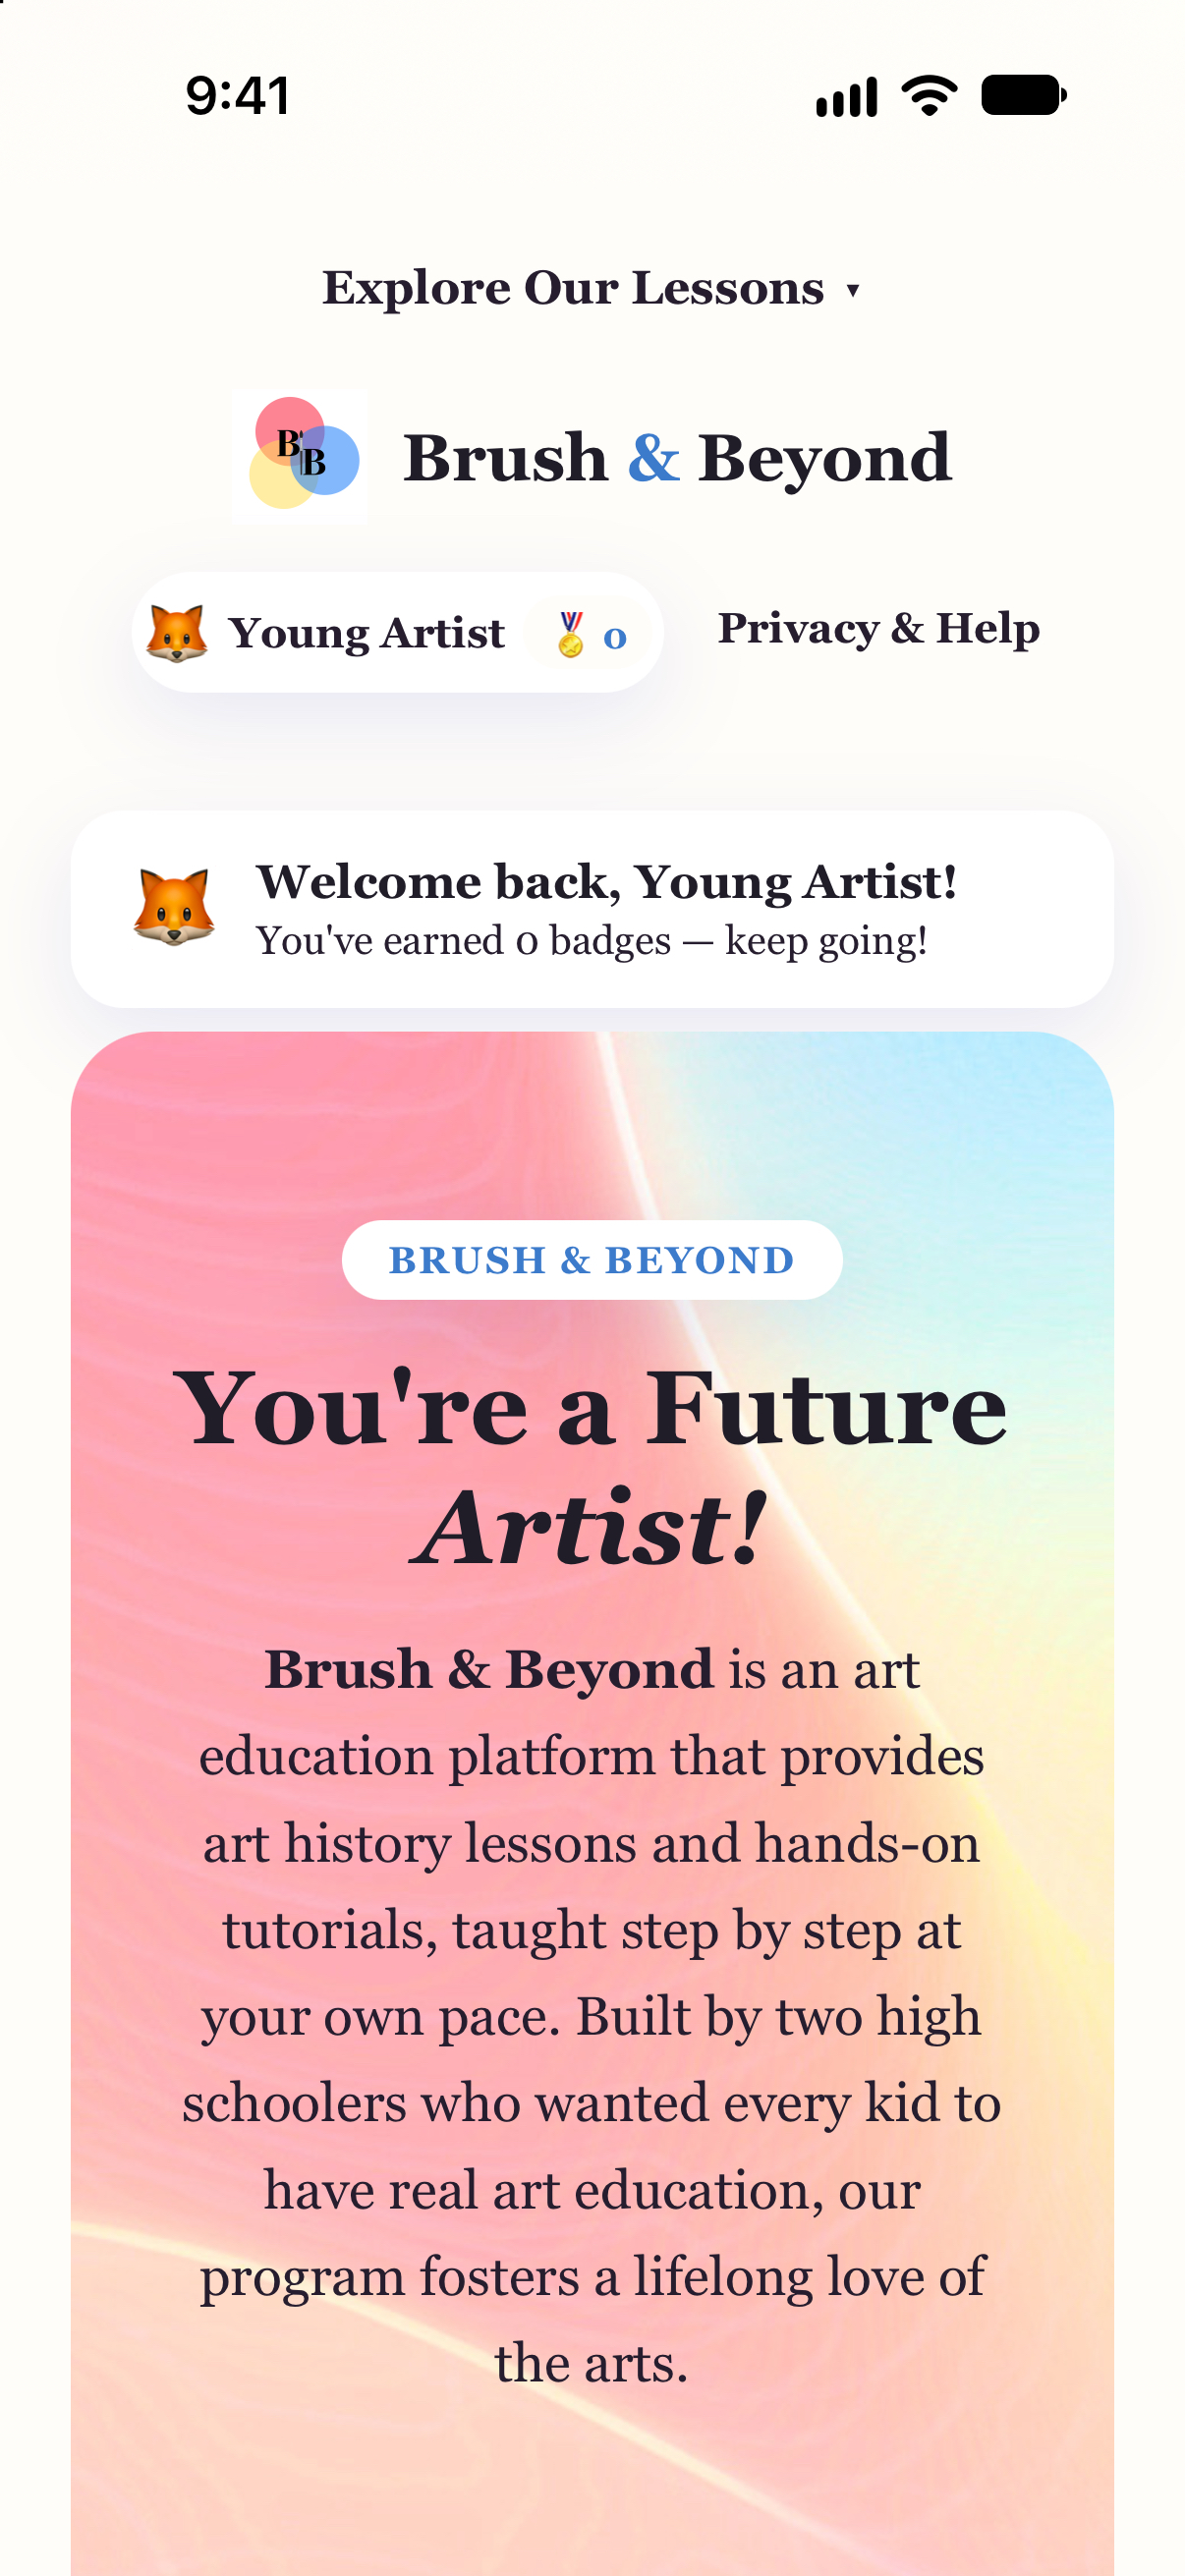 9:41
Explore Our Lessons ▾
B B
Brush & Beyond
Young Artist 0
Privacy & Help
Welcome back, Young Artist!
You've earned 0 badges — keep going!
BRUSH & BEYOND
You're a Future
Artist!
Brush & Beyond is an art
education platform that provides
art history lessons and hands-on
tutorials, taught step by step at
your own pace. Built by two high
schoolers who wanted every kid to
have real art education, our
program fosters a lifelong love of
the arts.